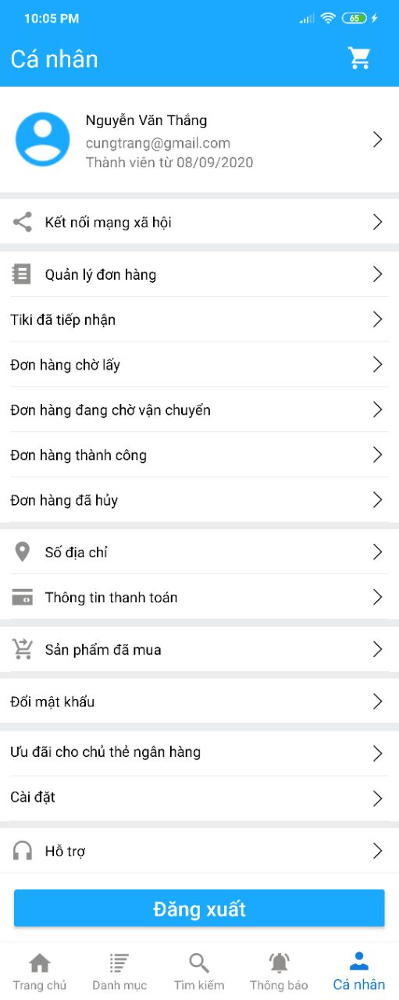 10:05 PM
65
Cá nhân
Nguyễn Văn Thắng
cungtrang@gmail.com
Thành viên từ 08/09/2020
Kết nối mạng xã hội
Quản lý đơn hàng
Tiki đã tiếp nhận
Đơn hàng chờ lấy
Đơn hàng đang chờ vận chuyển
Đơn hàng thành công
Đơn hàng đã hủy
Số địa chỉ
Thông tin thanh toán
Sản phẩm đã mua
Đổi mật khẩu
Ưu đãi cho chủ thẻ ngân hàng
Cài đặt
Hỗ trợ
Đăng xuất
Trang chủ
Danh mục
Tìm kiếm
Thông báo
Cá nhân